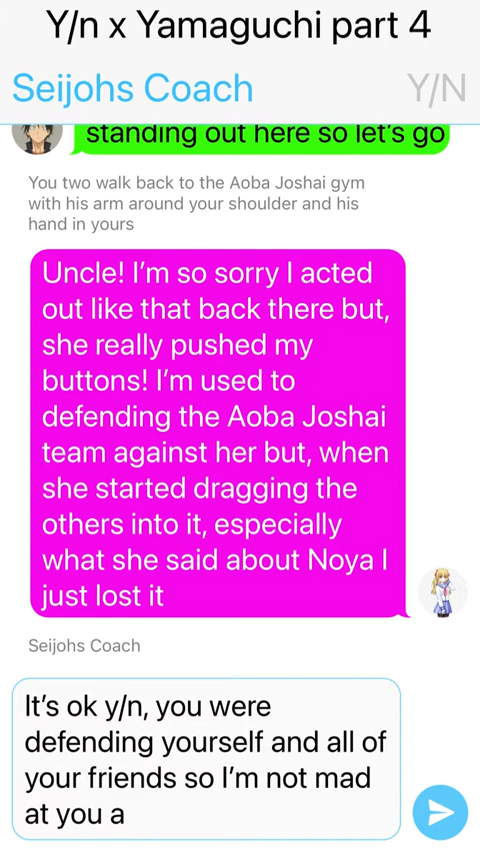 Y/n x Yamaguchi part 4
Seijohs Coach
Y/N
standing out here so let's go
You two walk back to the Aoba Joshai gym
with his arm around your shoulder and his
hand in yours
Uncle! I'm so sorry I acted
out like that back there but,
she really pushed my
buttons! I'm used to
defending the Aoba Joshai
team against her but, when
she started dragging the
others into it, especially
what she said about Noya I
just lost it
Seijohs Coach
It's ok y/n, you were
defending yourself and all of
your friends so I'm not mad
at you a